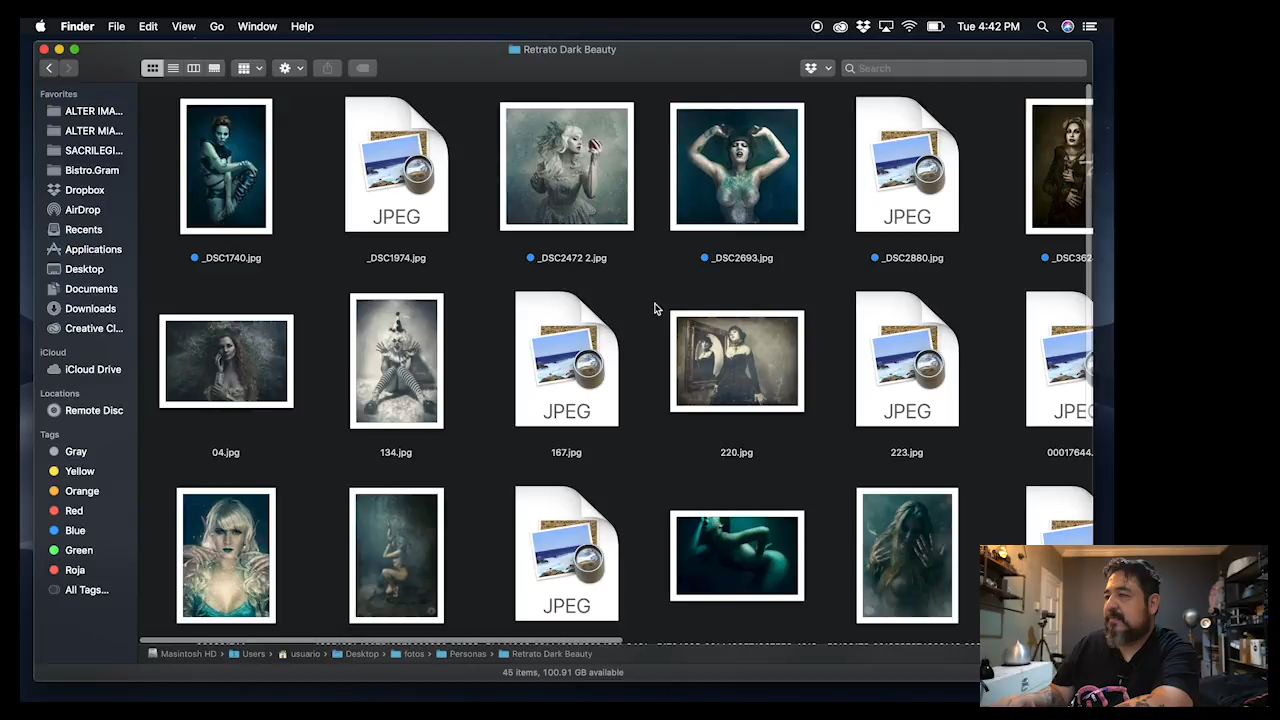 Finder File Edit View Go Window Help Tue 4:42 PM
Retrato Dark Beauty
Search
Favorites
ALTER IMA...
ALTER MIA...
SACRILEGI...
Bistro.Gram
Dropbox
AirDrop
Recents
Applications
Desktop
Documents
Downloads
Creative Cl...
iCloud
iCloud Drive
Locations
Remote Disc
Tags
Gray
Yellow
Orange
Red
Blue
Green
Roja
All Tags...
JPEG JPEG
_DSC1740.jpg _DSC1974.jpg _DSC2472 2.jpg _DSC2693.jpg _DSC2880.jpg _DSC362
JPEG JPEG JPEG
04.jpg 134.jpg 167.jpg 220.jpg 223.jpg 00017644.
JPEG
Masintosh HD Users usuario Desktop fotos Personas Retrato Dark Beauty
45 items, 100.91 GB available